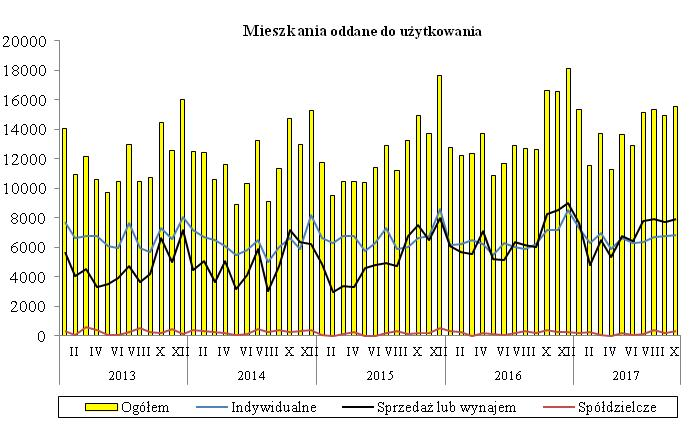 Mieszkania oddane do użytkowania
20000
18000
16000
14000
12000
10000
8000
6000
4000
2000
0
II IV VI VIII X XII II IV VI VIII X XII II IV VI VIII X XII II IV VI VIII X XII II IV VI VIII X
2013 2014 2015 2016 2017
Ogółem Indywidualne Sprzedaż lub wynajem Spółdzielcze